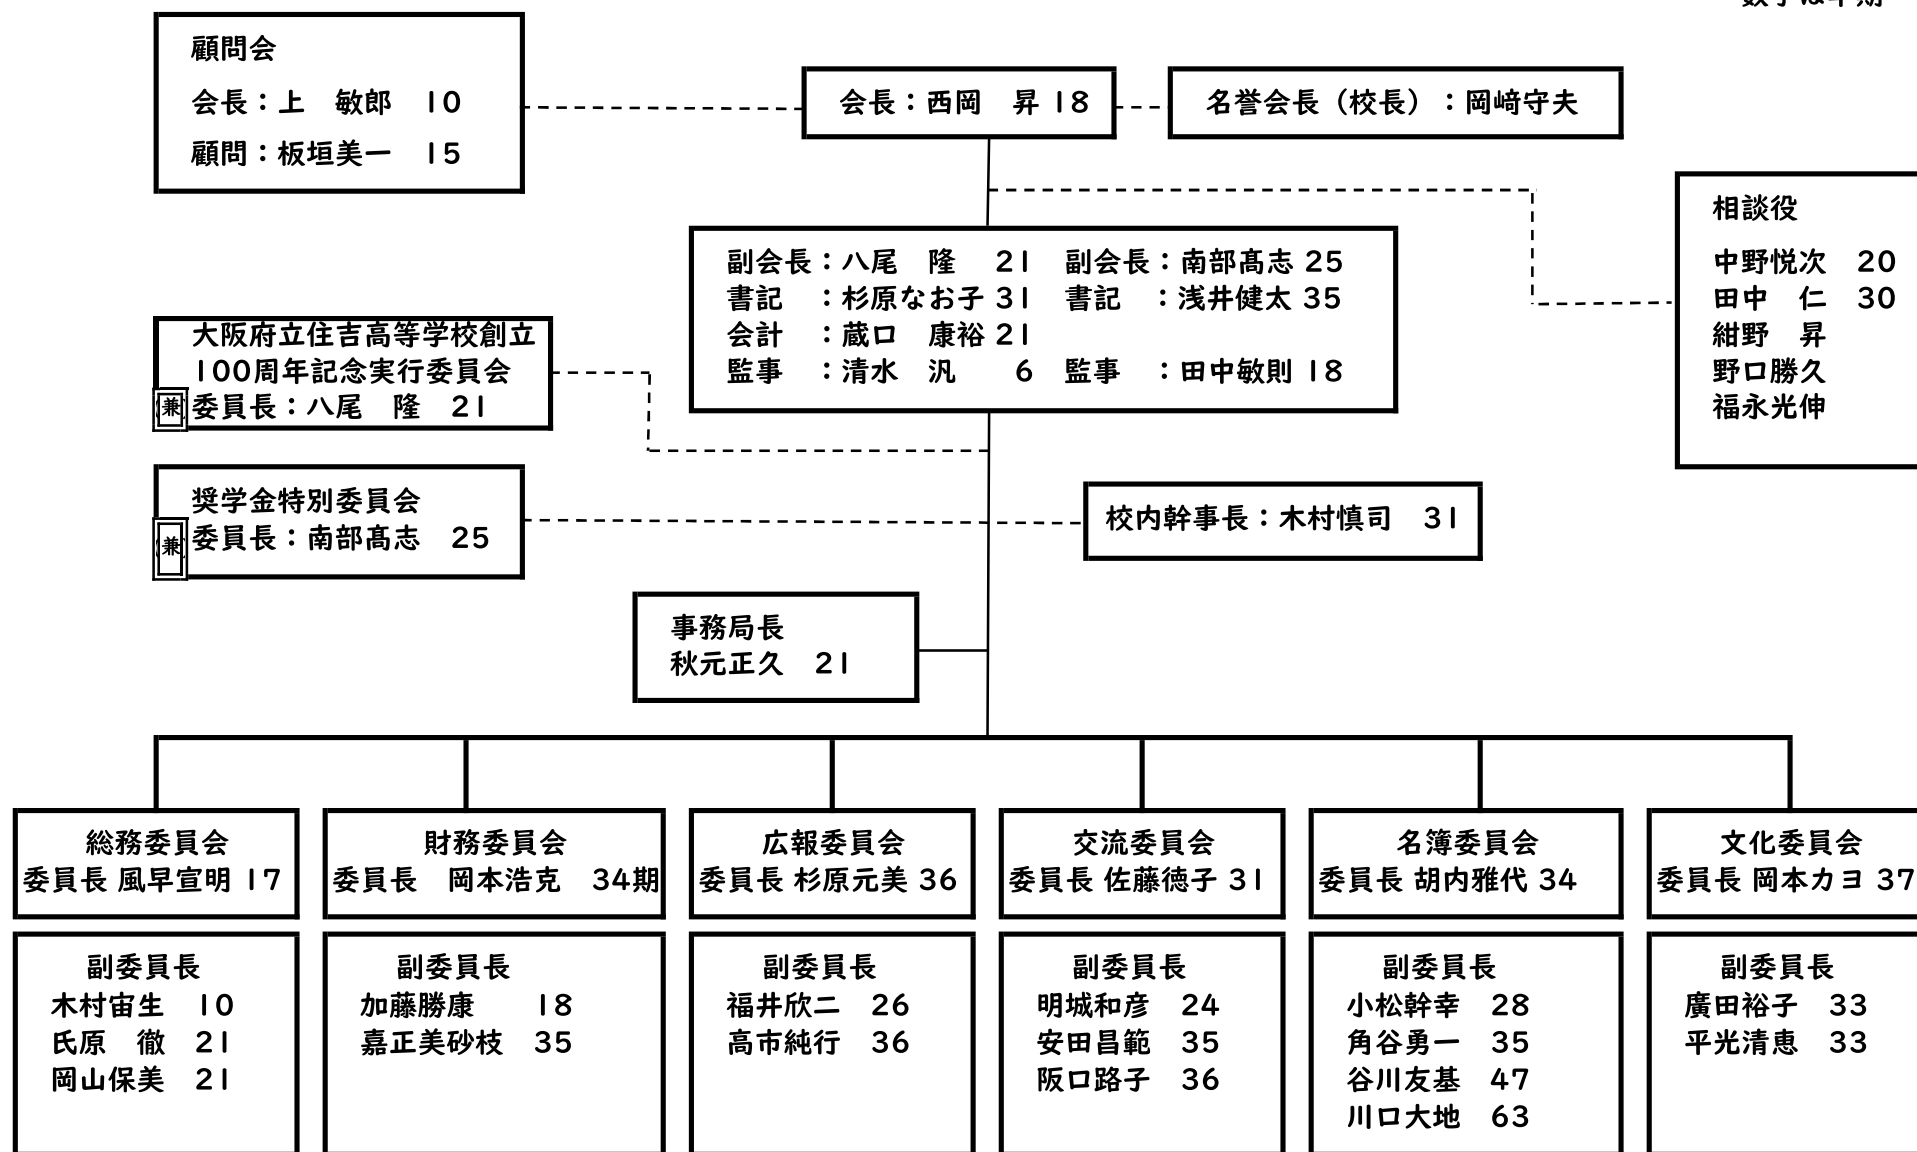 顧問会
会長：上　敏郎　10
顧問：板垣美一　15
会長：西岡　昇 18
名誉会長（校長）：岡﨑守夫
相談役
中野悦次　20
田中　仁　30
紺野　昇
野口勝久
福永光伸
副会長：八尾　隆　21　副会長：南部髙志 25
書記　：杉原なお子 31　書記　：浅井健太 35
会計　：蔵口　康裕 21
監事　：清水　汎　6　監事　：田中敏則 18
大阪府立住吉高等学校創立
100周年記念実行委員会
兼
委員長：八尾　隆　21
奨学金特別委員会
兼
委員長：南部髙志　25
校内幹事長：木村慎司　31
事務局長
秋元正久　21
総務委員会
委員長 風早宣明 17
副委員長
木村宙生　10
氏原　徹　21
岡山保美　21
財務委員会
委員長　岡本浩克　34期
副委員長
加藤勝康　18
嘉正美砂枝　35
広報委員会
委員長 杉原元美 36
副委員長
福井欣二　26
高市純行　36
交流委員会
委員長 佐藤徳子 31
副委員長
明城和彦　24
安田昌範　35
阪口路子　36
名簿委員会
委員長 胡内雅代 34
副委員長
小松幹幸　28
角谷勇一　35
谷川友基　47
川口大地　63
文化委員会
委員長 岡本カヨ 37
副委員長
廣田裕子　33
平光清恵　33